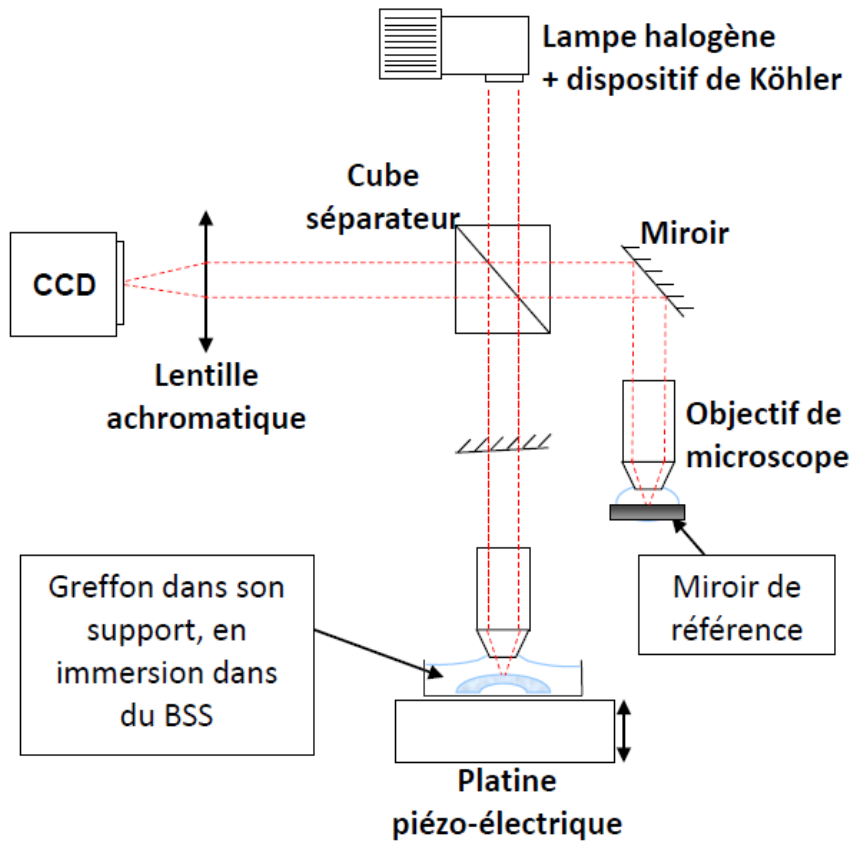 Lampe halogène
+ dispositif de Köhler
Cube
séparateur
Miroir
CCD
Lentille
achromatique
Objectif de
microscope
Greffon dans son
support, en
immersion dans
du BSS
Miroir de
référence
Platine
piézo-électrique